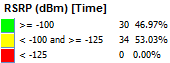 RSRP (dBm) [Time]
>= -100 30 46.97%
< -100 and >= -125 34 53.03%
< -125 0 0.00%